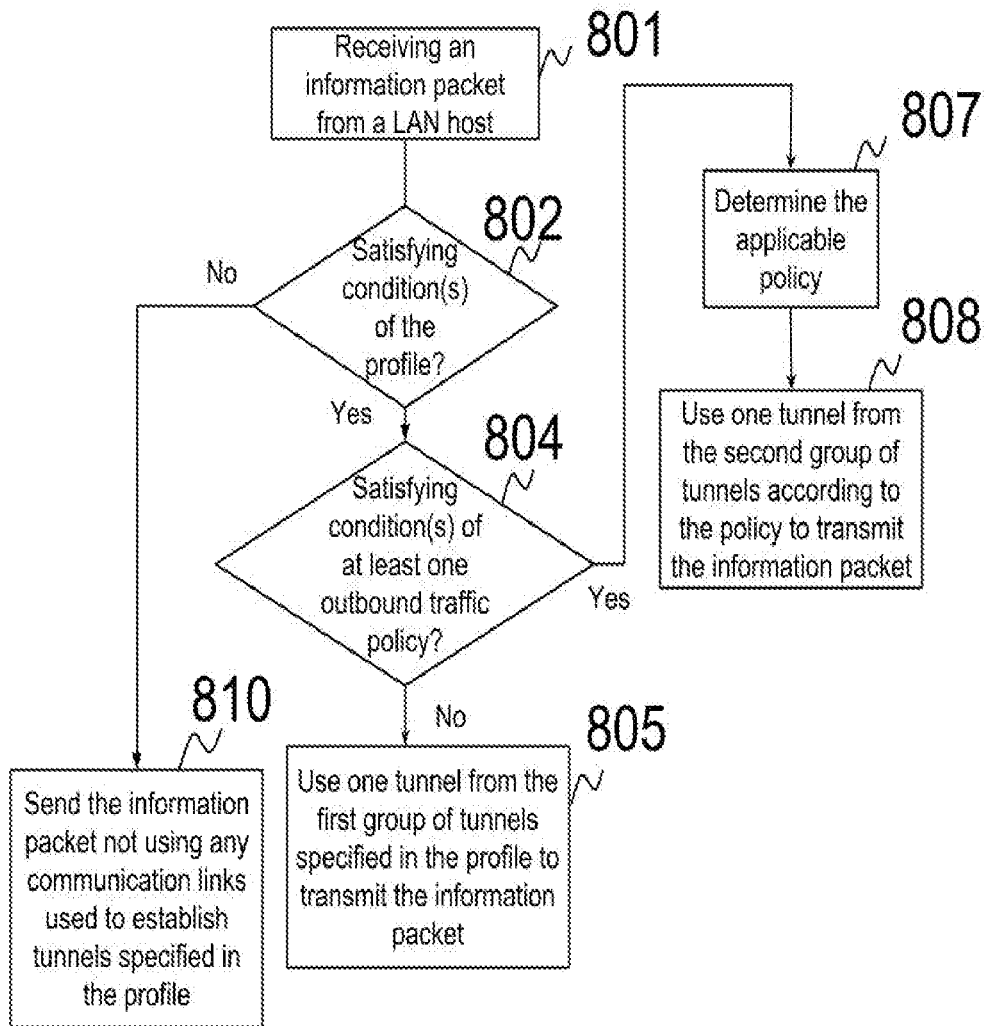 Receiving an
information packet
from a LAN host
801
802
Satisfying
condition(s)
of the
profile?
No
Yes
804
Satisfying
condition(s) of
at least one
outbound traffic
policy?
Yes
No
807
Determine the
applicable
policy
808
Use one tunnel from
the second group of
tunnels according to
the policy to transmit
the information packet
810
Send the information
packet not using any
communication links
used to establish
tunnels specified in
the profile
805
Use one tunnel from the
first group of tunnels
specified in the profile to
transmit the information
packet